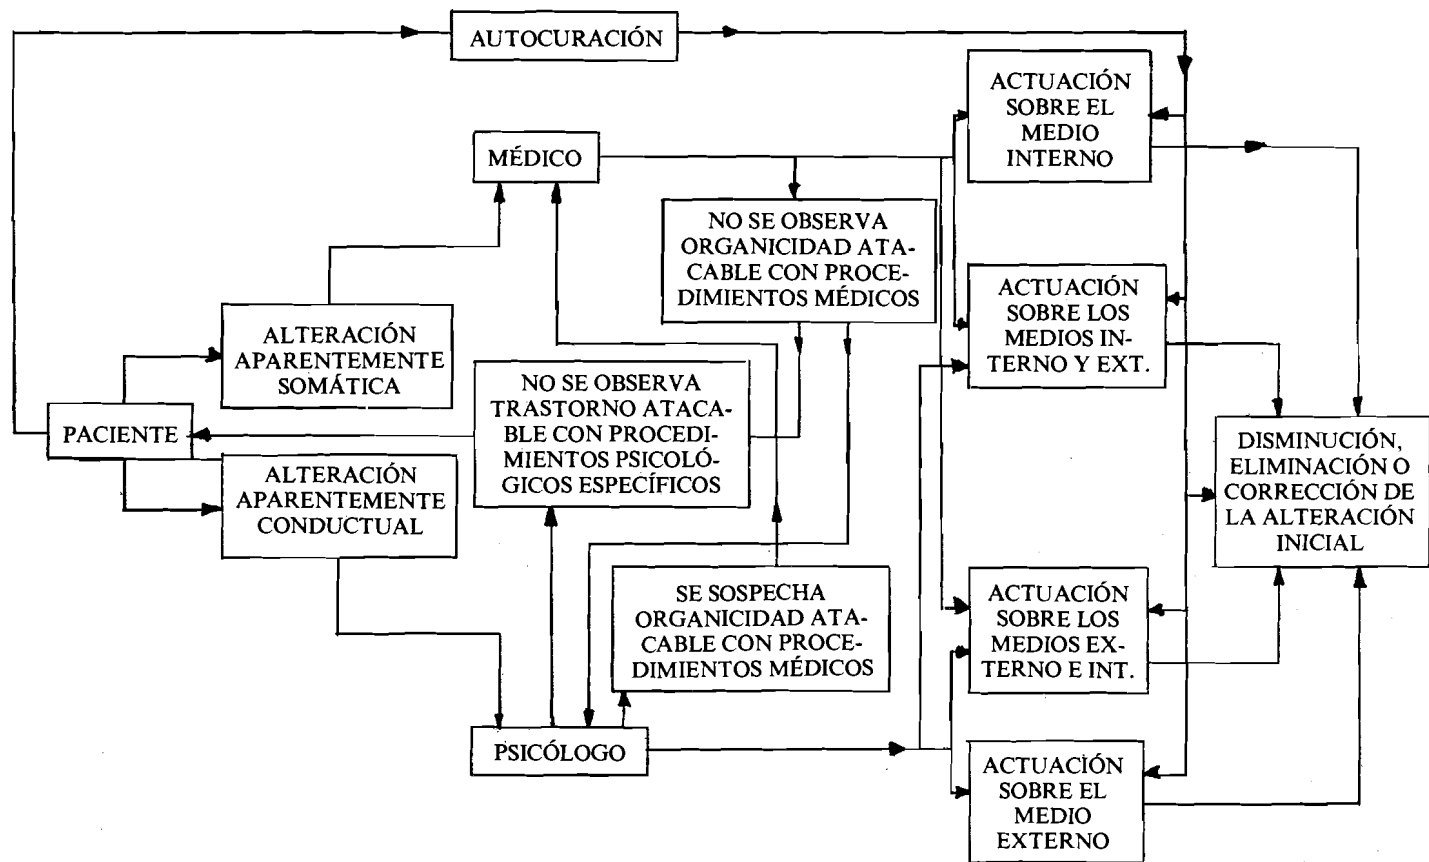 AUTOCURACIÓN
ACTUACIÓN
SOBRE EL
MEDIO
INTERNO
MÉDICO
NO SE OBSERVA
ORGANICIDAD ATA-
CABLE CON PROCE-
DIMIENTOS MÉDICOS
ACTUACIÓN
SOBRE LOS
MEDIOS IN-
TERNO Y EXT.
ALTERACIÓN
APARENTEMENTE
SOMÁTICA
NO SE OBSERVA
TRASTORNO ATACA-
BLE CON PROCEDI-
MIENTOS PSICOLÓ-
GICOS ESPECÍFICOS
PACIENTE
DISMINUCIÓN,
ELIMINACIÓN O
CORRECCIÓN DE
LA ALTERACIÓN
INICIAL
ALTERACIÓN
APARENTEMENTE
CONDUCTUAL
SE SOSPECHA
ORGANICIDAD ATA-
CABLE CON PROCE-
DIMIENTOS MÉDICOS
ACTUACIÓN
SOBRE LOS
MEDIOS EX-
TERNO E INT.
PSICÓLOGO
ACTUACIÓN
SOBRE EL
MEDIO
EXTERNO